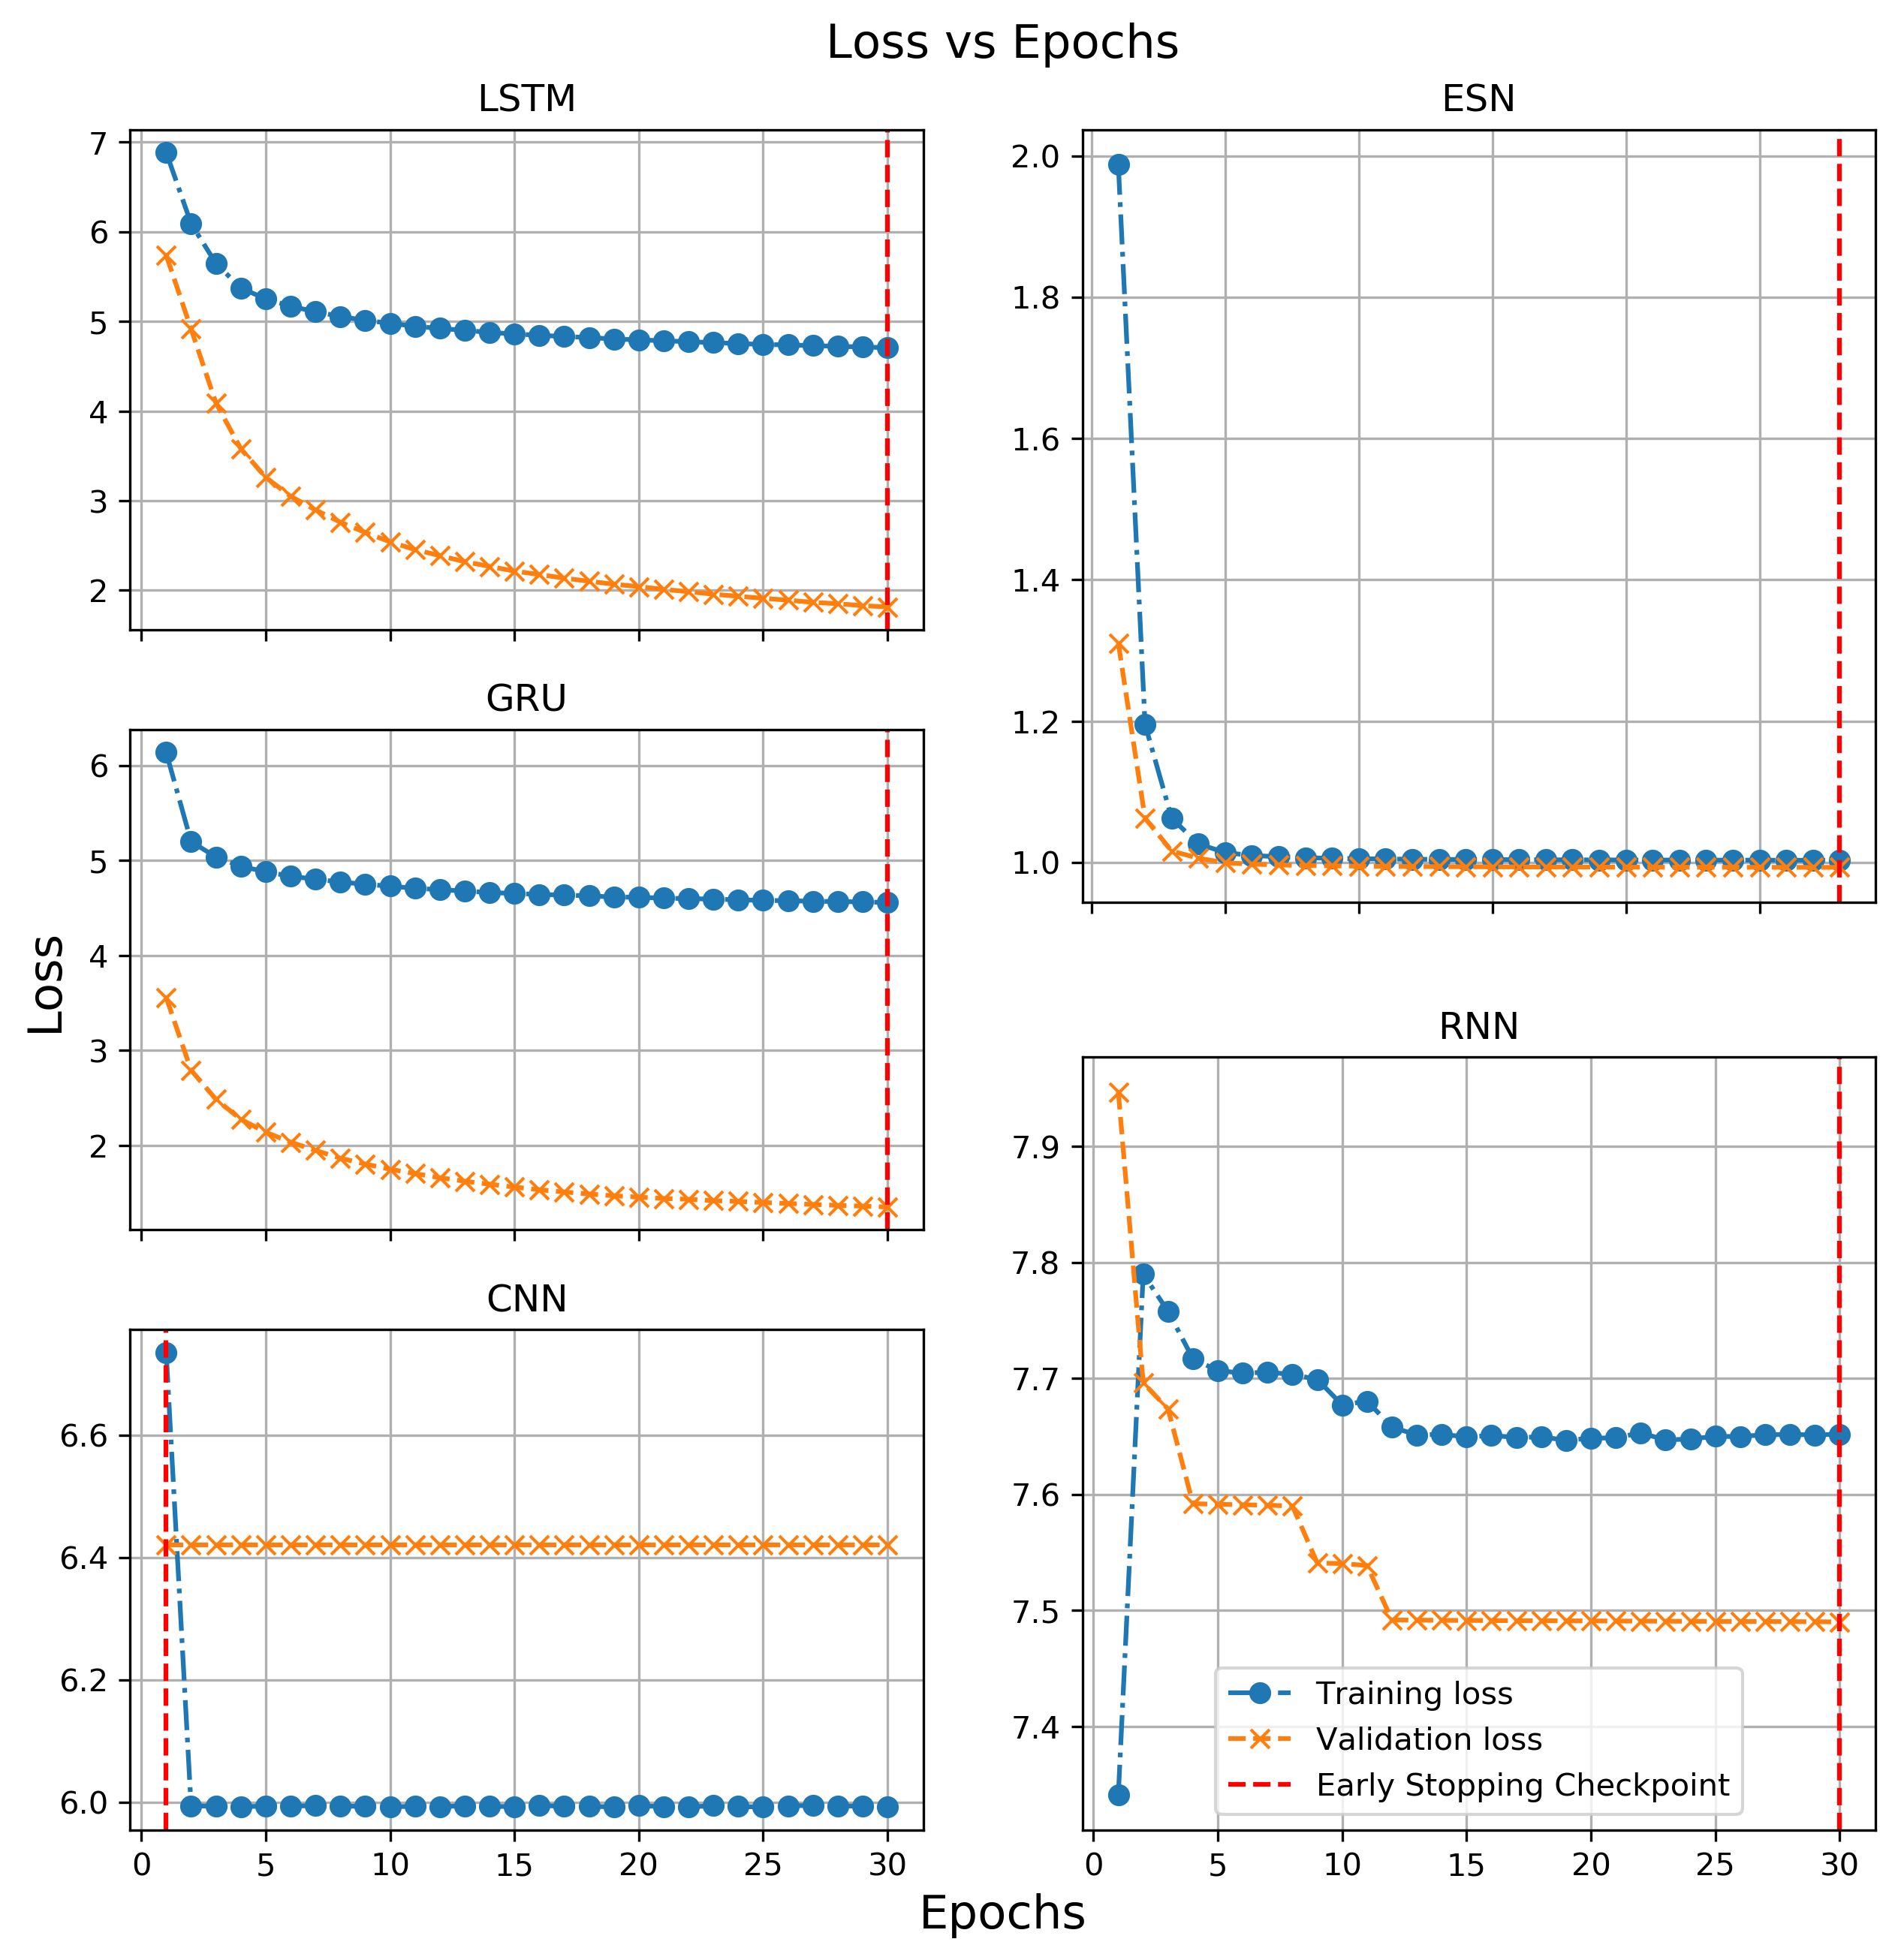 Loss vs Epochs
LSTM
7
6
5
4
3
2
ESN
2.0
1.8
1.6
1.4
1.2
1.0
GRU
6
5
4
3
2
Loss
CNN
6.6
6.4
6.2
6.0
0 5 10 15 20 25 30
RNN
7.9
7.8
7.7
7.6
7.5
7.4
Training loss
Validation loss
Early Stopping Checkpoint
0 5 10 15 20 25 30
Epochs